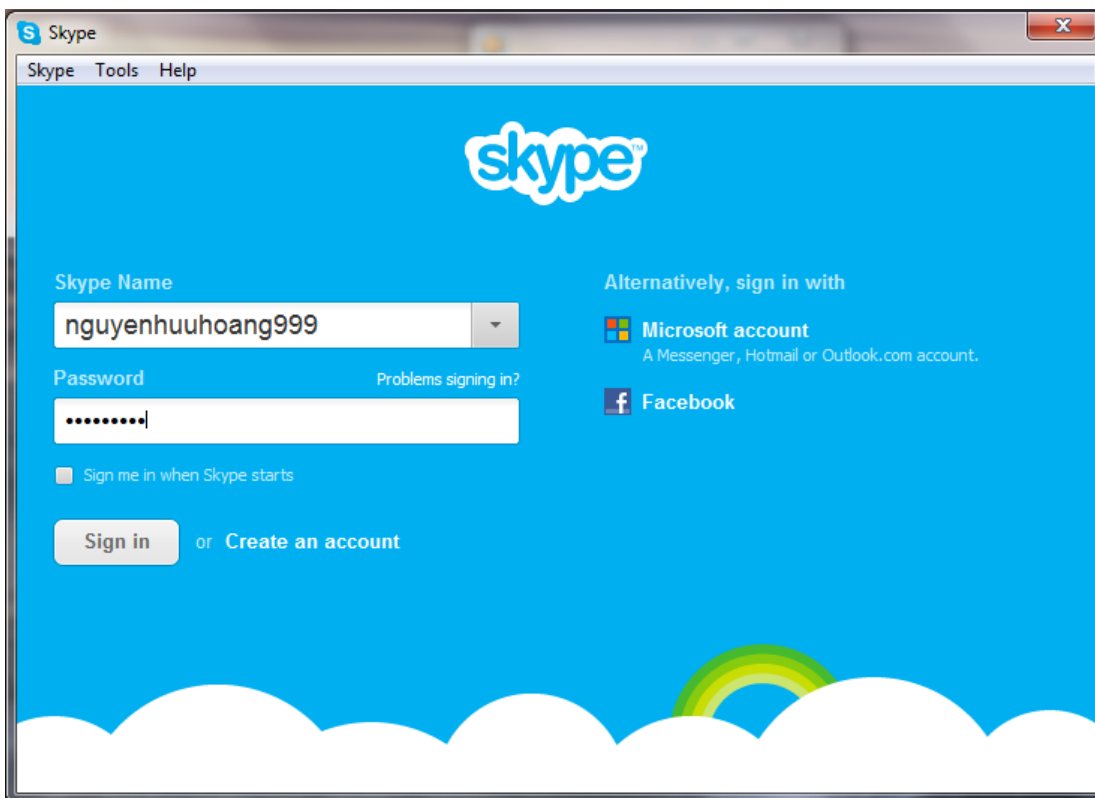 Skype
Skype Tools Help
skype™
Skype Name
nguyenhuuhoang999
Password Problems signing in?
•••••••••
Sign me in when Skype starts
Sign in or Create an account
Alternatively, sign in with
Microsoft account
A Messenger, Hotmail or Outlook.com account.
Facebook